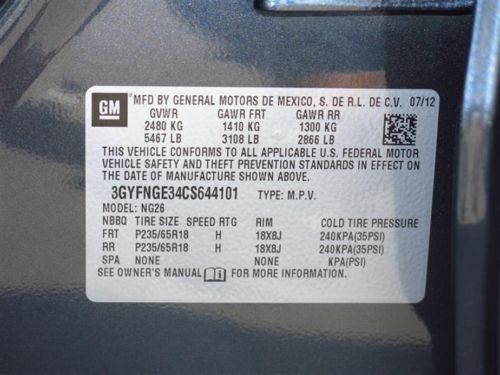 GM
MFD BY GENERAL MOTORS DE MEXICO, S. DE R.L. DE C.V. 07/12
GVWR GAWR FRT GAWR RR
2480 KG 1410 KG 1300 KG
5467 LB 3108 LB 2866 LB
THIS VEHICLE CONFORMS TO ALL APPLICABLE U.S. FEDERAL MOTOR
VEHICLE SAFETY AND THEFT PREVENTION STANDARDS IN EFFECT ON
THE DATE OF MANUFACTURE SHOWN ABOVE.
3GYFNGE34CS644101 TYPE: M.P.V.
MODEL: NG26
NBBQ TIRE SIZE SPEED RTG RIM COLD TIRE PRESSURE
FRT P235/65R18 H 18X8J 240KPA(35PSI)
RR P235/65R18 H 18X8J 240KPA(35PSI)
SPA NONE NONE KPA(PSI)
SEE OWNER'S MANUAL FOR MORE INFORMATION.